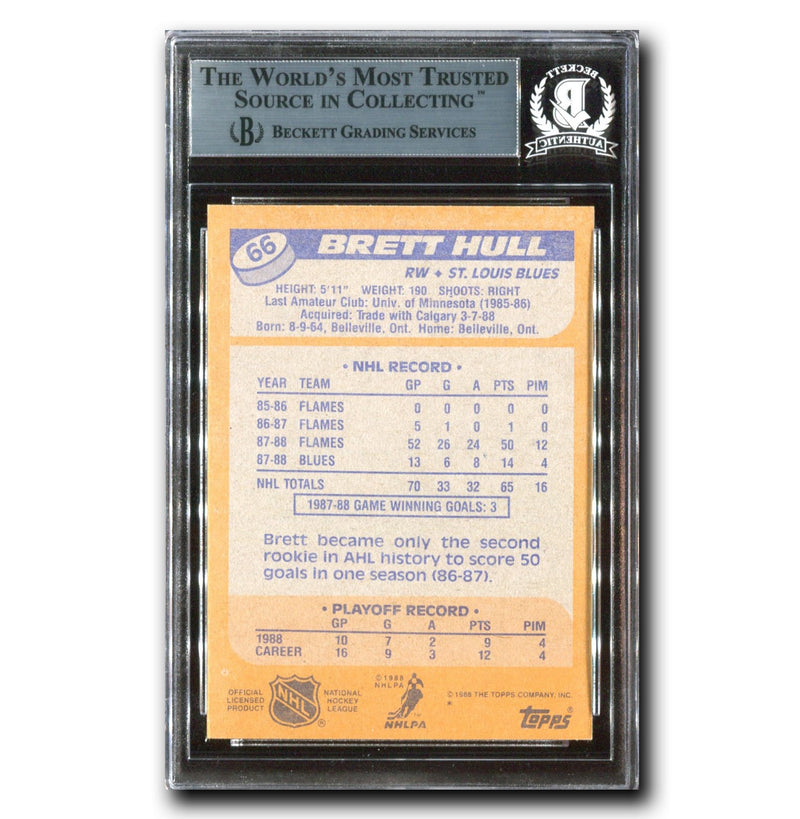 THE WORLD'S MOST TRUSTED
SOURCE IN COLLECTING™
B BECKETT GRADING SERVICES
BECKETT
B
AUTHENTIC
66
BRETT HULL
RW + ST. LOUIS BLUES
HEIGHT: 5'11" WEIGHT: 190 SHOOTS: RIGHT
Last Amateur Club: Univ. of Minnesota (1985-86)
Acquired: Trade with Calgary 3-7-88
Born: 8-9-64, Belleville, Ont. Home: Belleville, Ont.
• NHL RECORD •
YEAR TEAM GP G A PTS PIM
85-86 FLAMES 0 0 0 0 0
86-87 FLAMES 5 1 0 1 0
87-88 FLAMES 52 26 24 50 12
87-88 BLUES 13 6 8 14 4
NHL TOTALS 70 33 32 65 16
1987-88 GAME WINNING GOALS: 3
Brett became only the second
rookie in AHL history to score 50
goals in one season (86-87).
• PLAYOFF RECORD •
GP G A PTS PIM
1988 10 7 2 9 4
CAREER 16 9 3 12 4
OFFICIAL
LICENSED
PRODUCT
NHL
®
NATIONAL
HOCKEY
LEAGUE
© 1988
NHLPA
™
NHLPA
© 1988 THE TOPPS COMPANY, INC.
*
TOPPS®